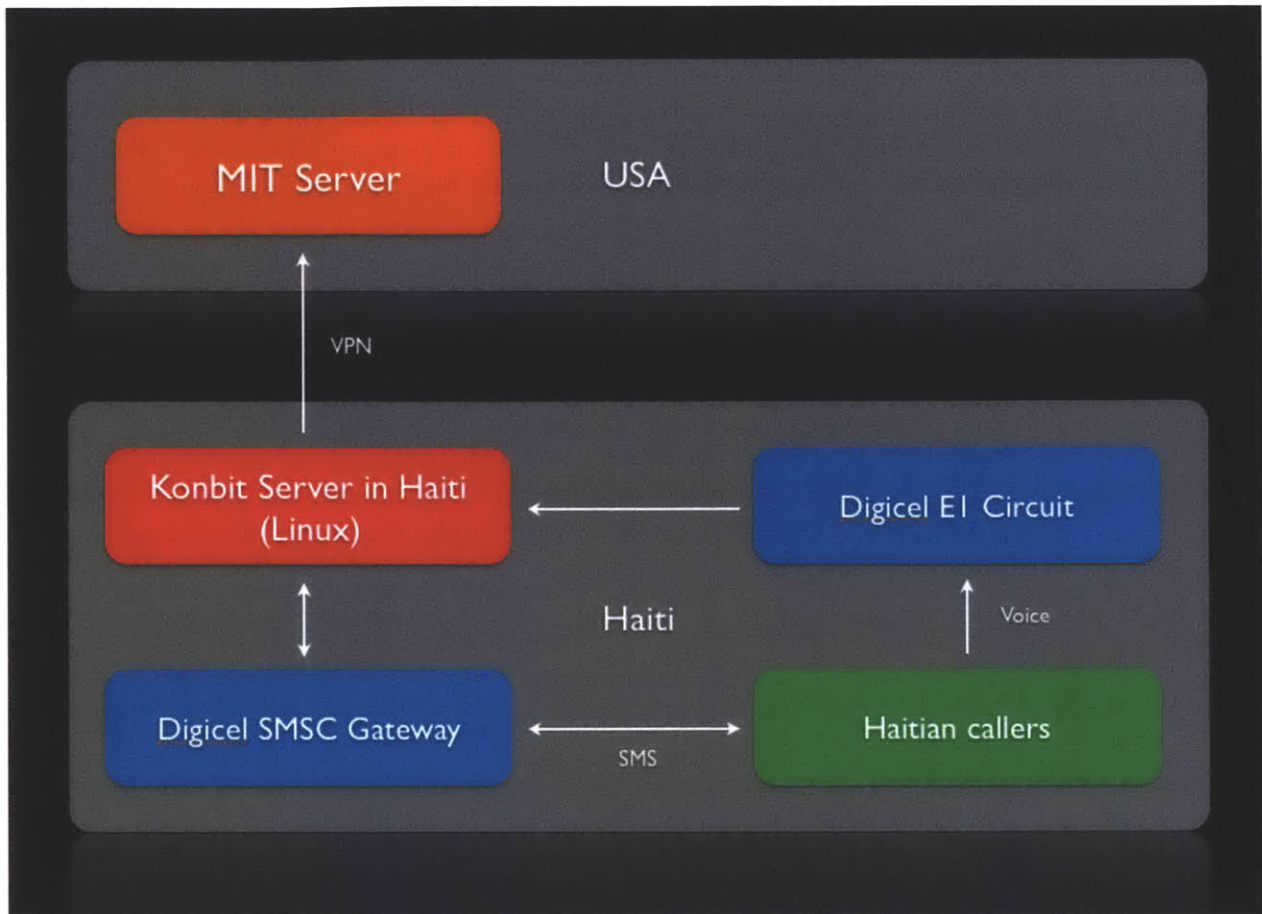 MIT Server
USA
VPN
Konbit Server in Haiti
(Linux)
Digicel E1 Circuit
Haiti
Voice
Digicel SMSC Gateway
SMS
Haitian callers